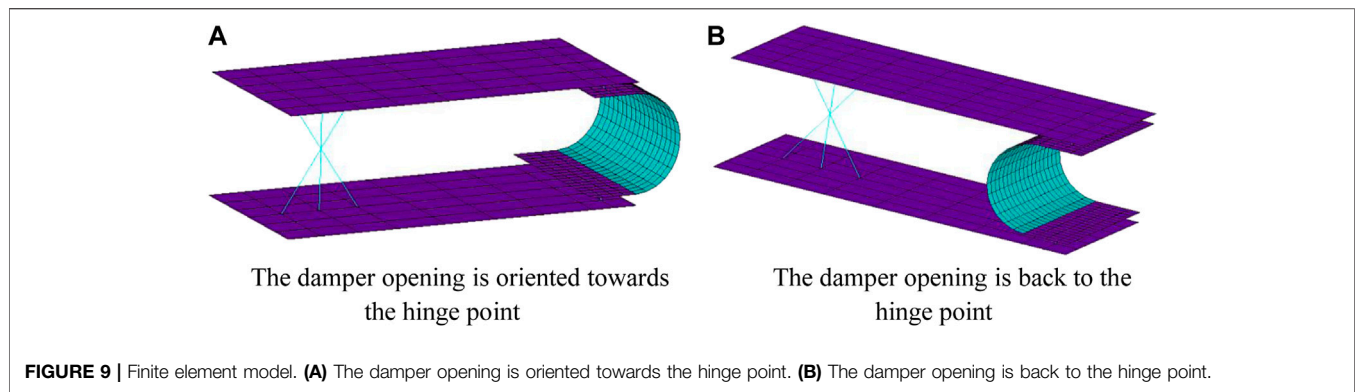 A
B
The damper opening is oriented towards
the hinge point
The damper opening is back to the
hinge point
FIGURE 9 | Finite element model. (A) The damper opening is oriented towards the hinge point. (B) The damper opening is back to the hinge point.